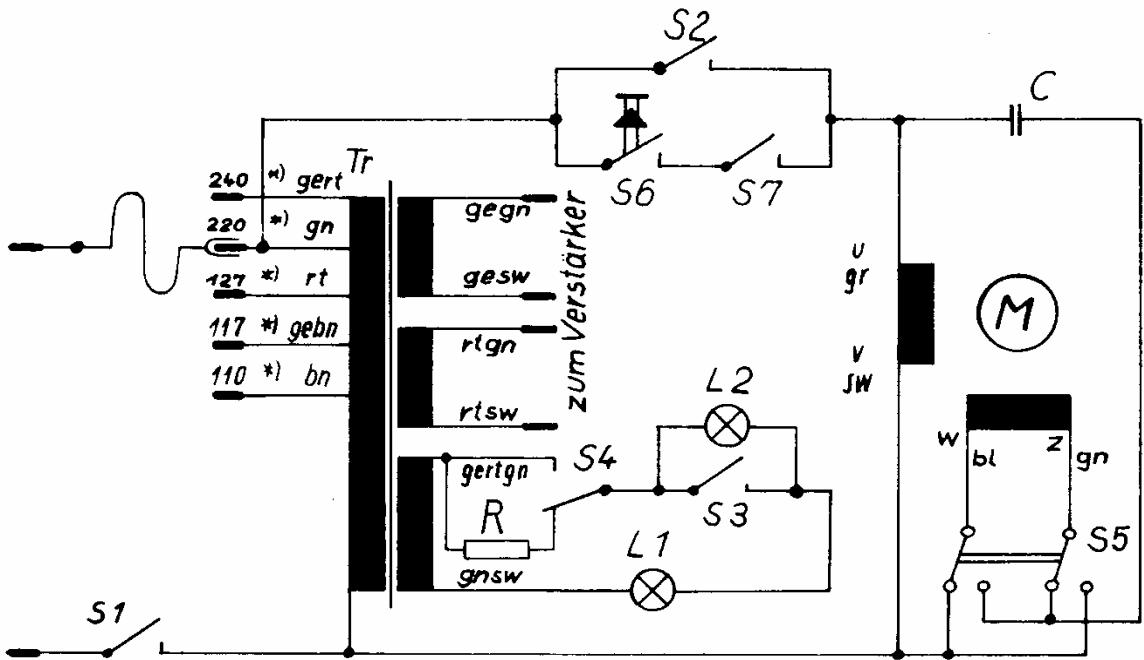 S2
C
S6
S7
Tr
240 *) gert
220 *) gn
127 *) rt
117 *) gebn
110 *) bn
gegn
gesw
rtgn
rtsw
zum Verstärker
gertgn
R
gnsw
S4
L2
S3
L1
u
gr
v
sw
M
w
bl
z
gn
S5
S1